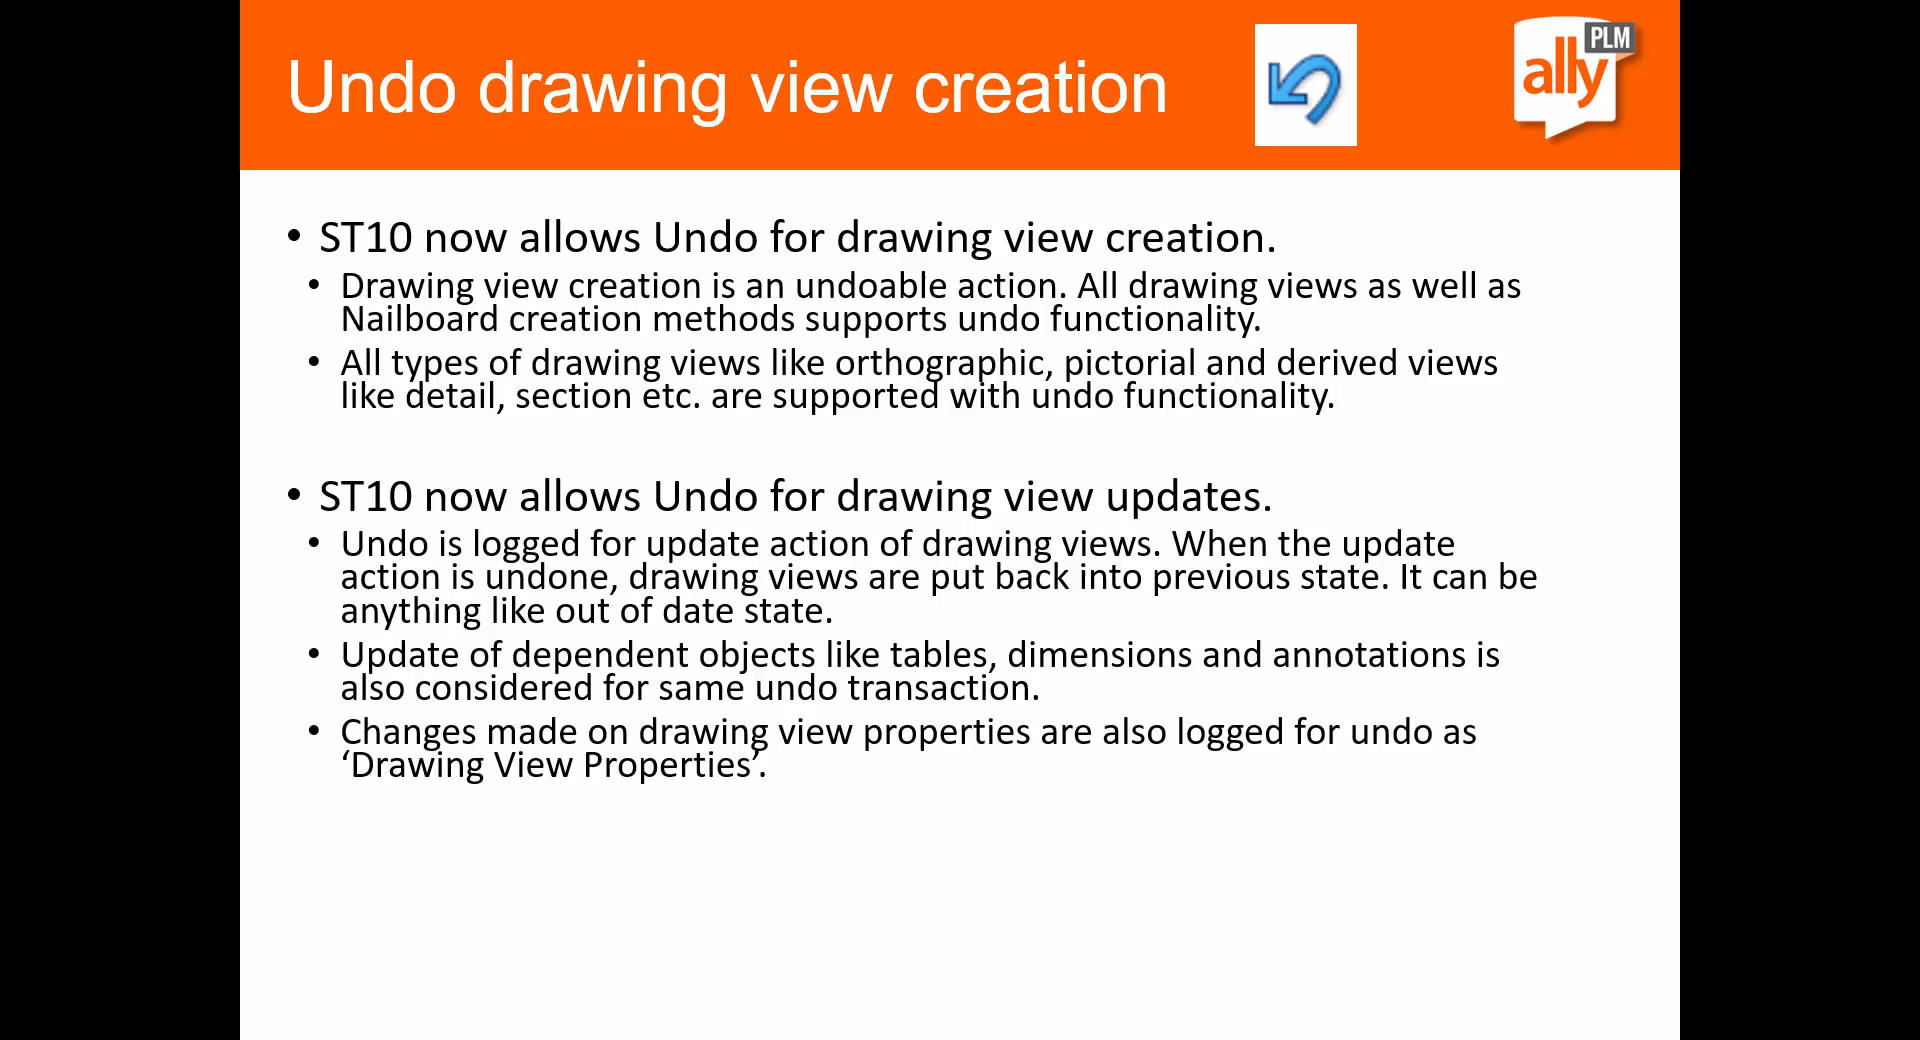 Undo drawing view creation
ally PLM
• ST10 now allows Undo for drawing view creation.
• Drawing view creation is an undoable action. All drawing views as well as
Nailboard creation methods supports undo functionality.
• All types of drawing views like orthographic, pictorial and derived views
like detail, section etc. are supported with undo functionality.
• ST10 now allows Undo for drawing view updates.
• Undo is logged for update action of drawing views. When the update
action is undone, drawing views are put back into previous state. It can be
anything like out of date state.
• Update of dependent objects like tables, dimensions and annotations is
also considered for same undo transaction.
• Changes made on drawing view properties are also logged for undo as
‘Drawing View Properties’.